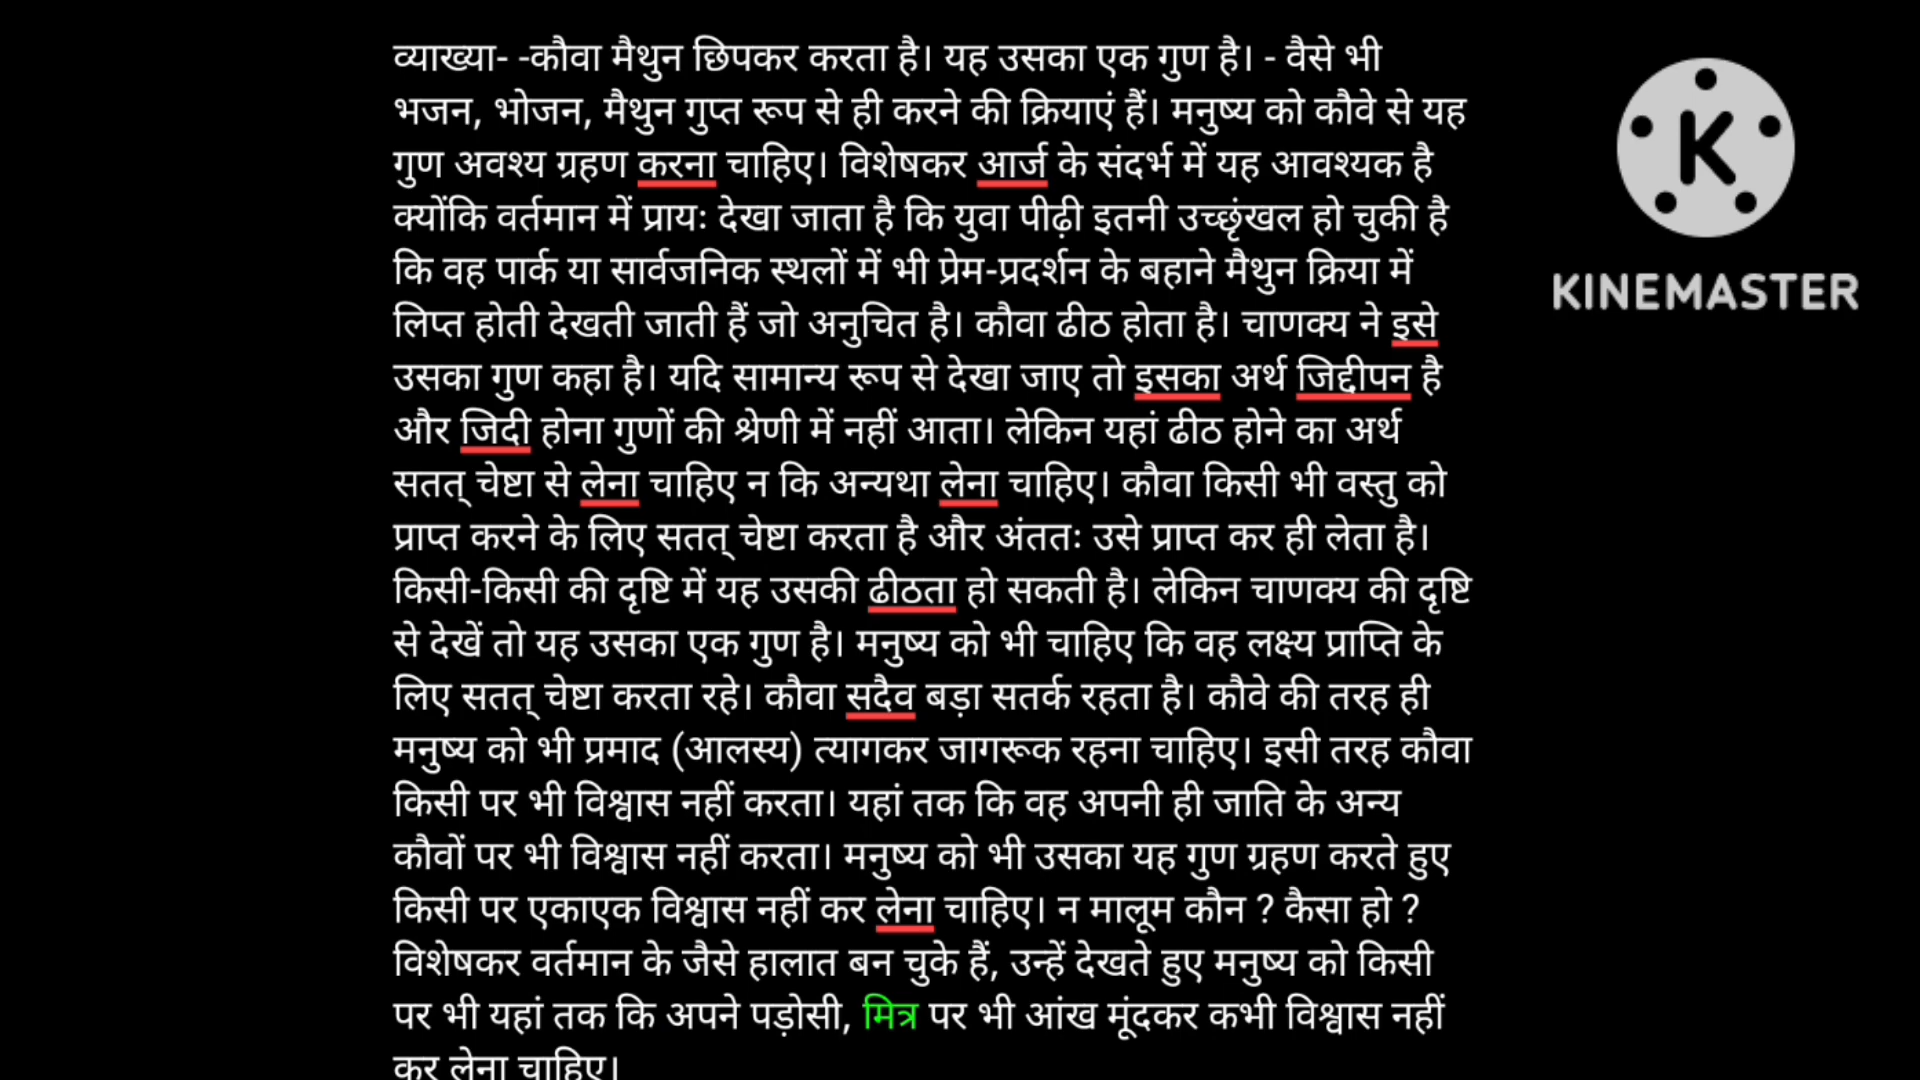 व्याख्या- -कौवा मैथुन छिपकर करता है। यह उसका एक गुण है। - वैसे भी
भजन, भोजन, मैथुन गुप्त रूप से ही करने की क्रियाएं हैं। मनुष्य को कौवे से यह
गुण अवश्य ग्रहण करना चाहिए। विशेषकर आर्ज के संदर्भ में यह आवश्यक है
क्योंकि वर्तमान में प्रायः देखा जाता है कि युवा पीढ़ी इतनी उच्छृंखल हो चुकी है
कि वह पार्क या सार्वजनिक स्थलों में भी प्रेम-प्रदर्शन के बहाने मैथुन क्रिया में
लिप्त होती देखती जाती हैं जो अनुचित है। कौवा ढीठ होता है। चाणक्य ने इसे
उसका गुण कहा है। यदि सामान्य रूप से देखा जाए तो इसका अर्थ जिद्दीपन है
और जिदी होना गुणों की श्रेणी में नहीं आता। लेकिन यहां ढीठ होने का अर्थ
सतत् चेष्टा से लेना चाहिए न कि अन्यथा लेना चाहिए। कौवा किसी भी वस्तु को
प्राप्त करने के लिए सतत् चेष्टा करता है और अंततः उसे प्राप्त कर ही लेता है।
किसी-किसी की दृष्टि में यह उसकी ढीठता हो सकती है। लेकिन चाणक्य की दृष्टि
से देखें तो यह उसका एक गुण है। मनुष्य को भी चाहिए कि वह लक्ष्य प्राप्ति के
लिए सतत् चेष्टा करता रहे। कौवा सदैव बड़ा सतर्क रहता है। कौवे की तरह ही
मनुष्य को भी प्रमाद (आलस्य) त्यागकर जागरूक रहना चाहिए। इसी तरह कौवा
किसी पर भी विश्वास नहीं करता। यहां तक कि वह अपनी ही जाति के अन्य
कौवों पर भी विश्वास नहीं करता। मनुष्य को भी उसका यह गुण ग्रहण करते हुए
किसी पर एकाएक विश्वास नहीं कर लेना चाहिए। न मालूम कौन ? कैसा हो ?
विशेषकर वर्तमान के जैसे हालात बन चुके हैं, उन्हें देखते हुए मनुष्य को किसी
पर भी यहां तक कि अपने पड़ोसी, मित्र पर भी आंख मूंदकर कभी विश्वास नहीं
कर लेना चाहिए।
K
KINEMASTER